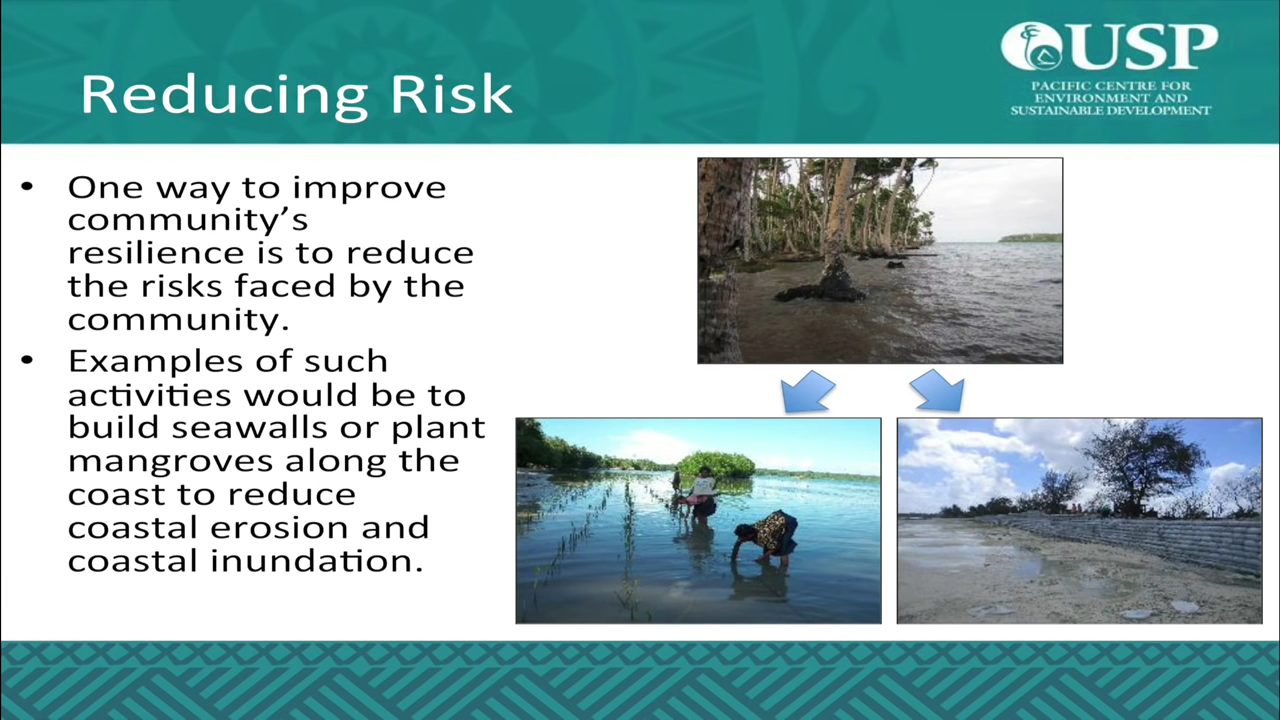 Reducing Risk
USP
PACIFIC CENTRE FOR
ENVIRONMENT AND
SUSTAINABLE DEVELOPMENT
• One way to improve
community’s
resilience is to reduce
the risks faced by the
community.
• Examples of such
activities would be to
build seawalls or plant
mangroves along the
coast to reduce
coastal erosion and
coastal inundation.